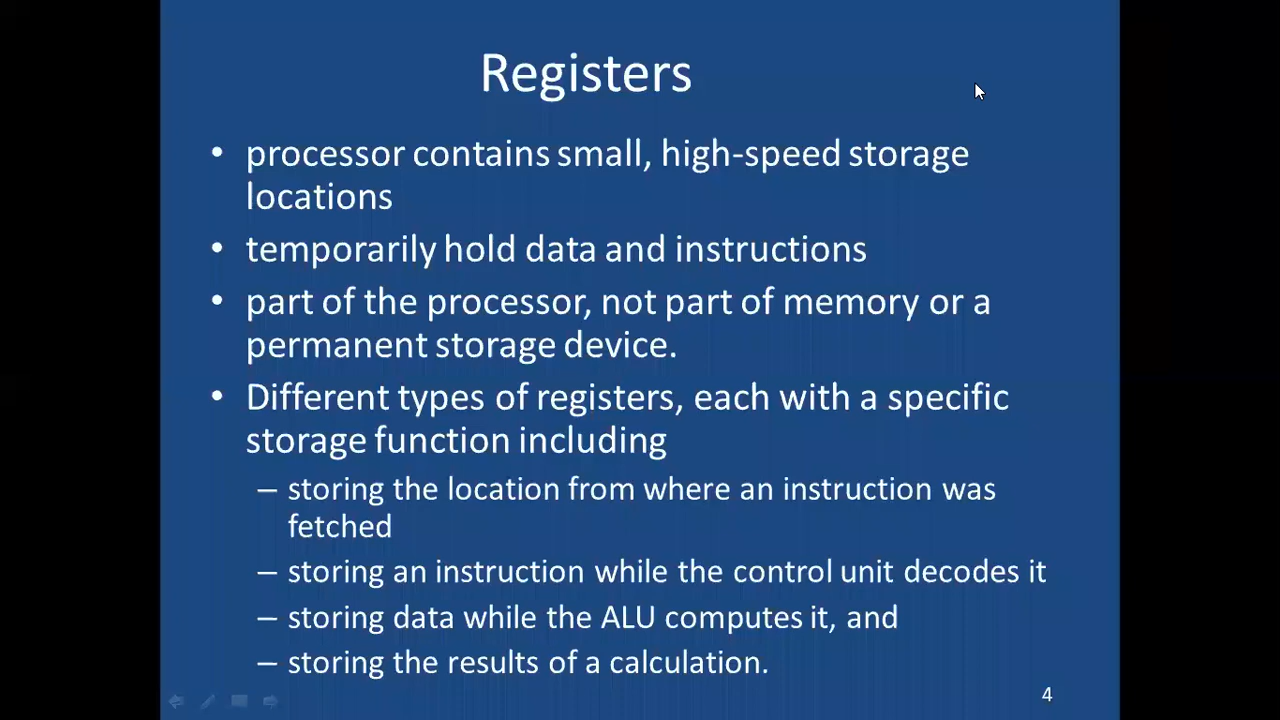 Registers
• processor contains small, high-speed storage
locations
• temporarily hold data and instructions
• part of the processor, not part of memory or a
permanent storage device.
• Different types of registers, each with a specific
storage function including
– storing the location from where an instruction was
fetched
– storing an instruction while the control unit decodes it
– storing data while the ALU computes it, and
– storing the results of a calculation.
4